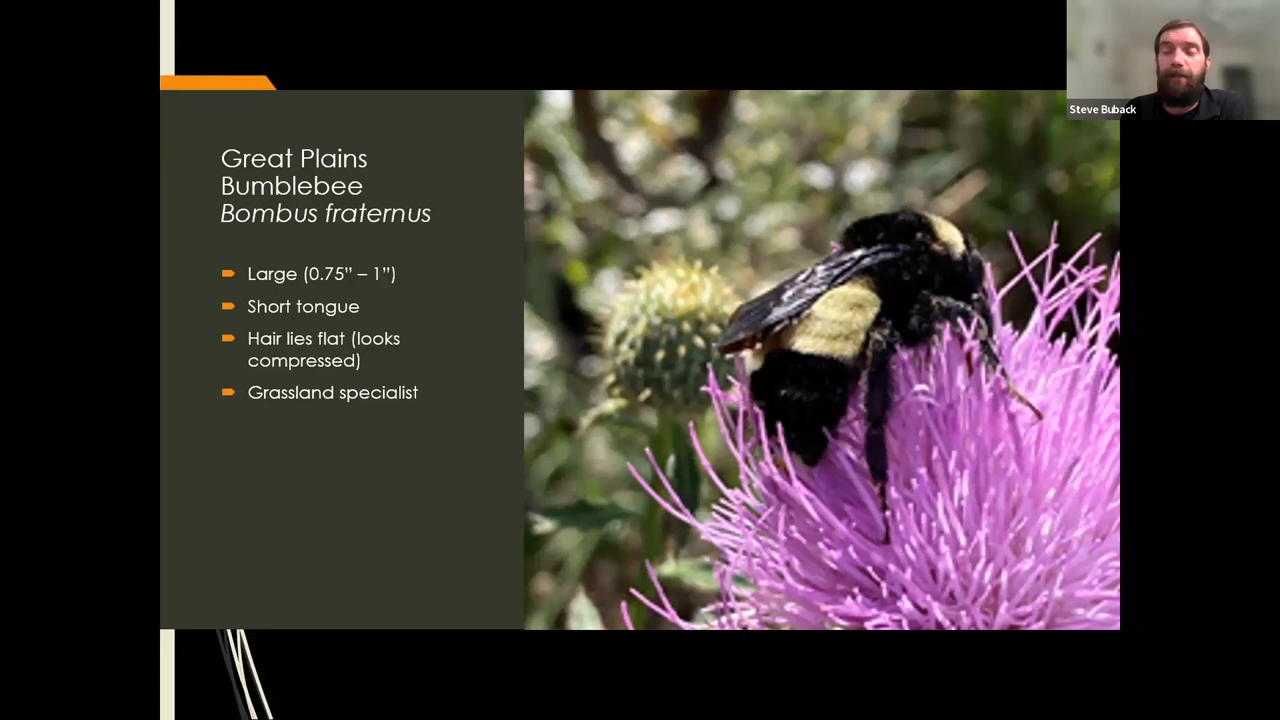 Great Plains
Bumblebee
Bombus fraternus
Large (0.75” – 1”)
Short tongue
Hair lies flat (looks
compressed)
Grassland specialist
Steve Buback